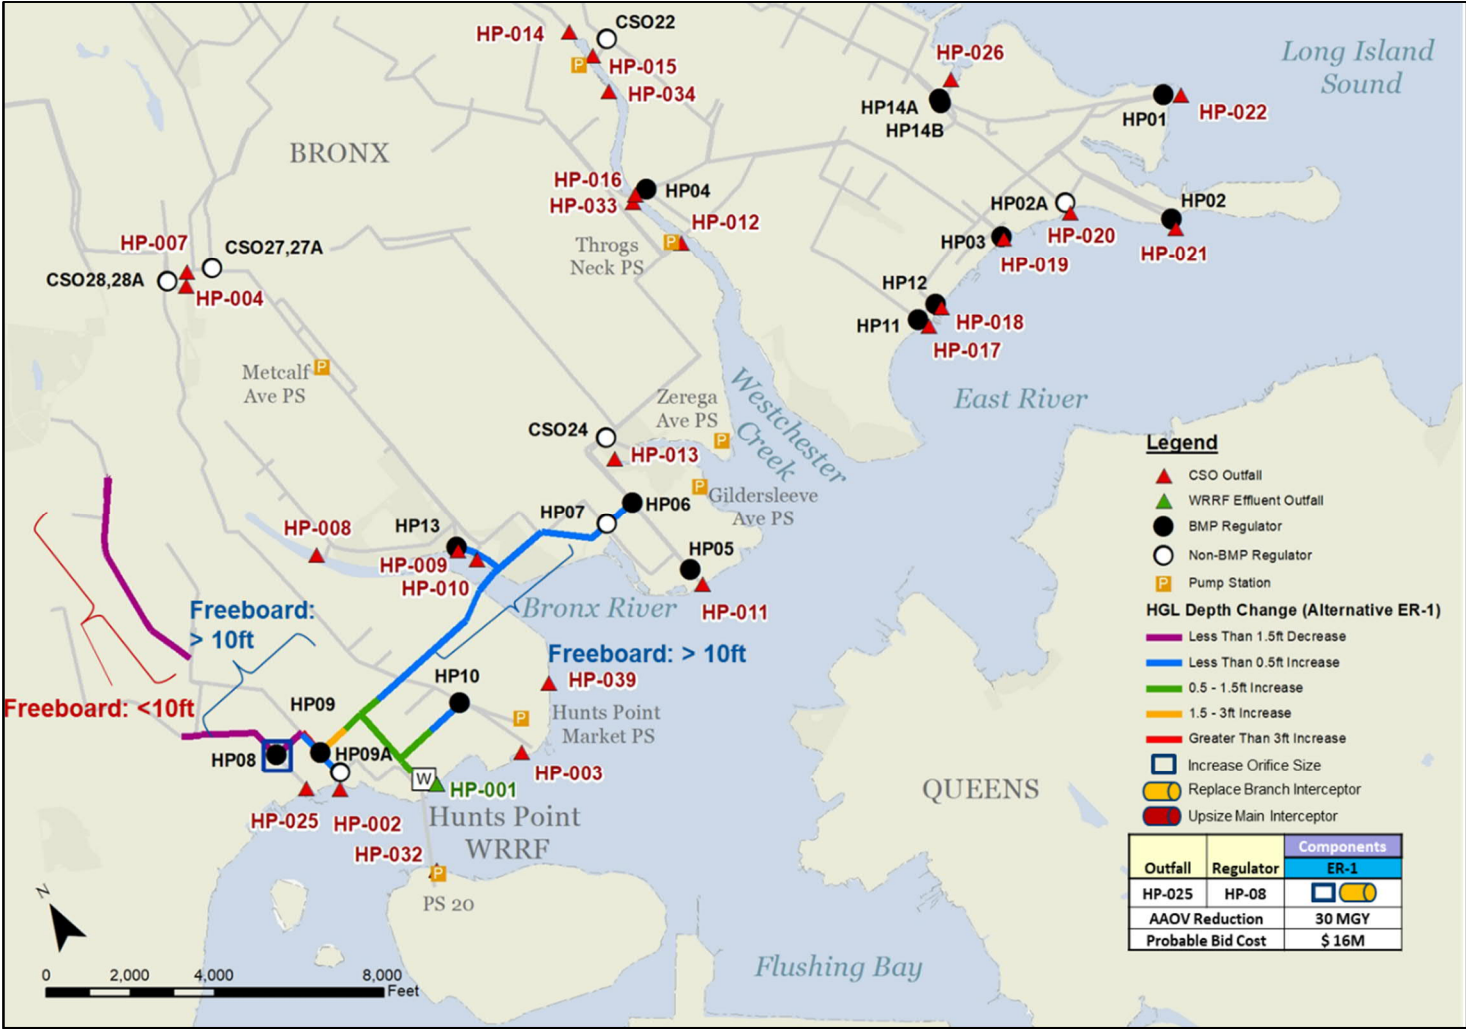 HP-014
CSO22
HP-015
HP-034
HP-026
Long Island
Sound
HP14A
HP14B
HP01
HP-022
BRONX
HP-016
HP-033
HP04
HP-012
Throgs
Neck PS
HP02A
HP02
HP-020
HP-021
HP03
HP-019
HP-007
CSO27,27A
CSO28,28A
HP-004
HP12
HP11
HP-018
HP-017
Metcalf
Ave PS
Zerega
Ave PS
Westchester
Creek
East River
CSO24
HP-013
HP06
HP07
Gildersleeve
Ave PS
HP-008
HP13
HP-009
HP-010
HP05
HP-011
Bronx River
Freeboard:
> 10ft
Freeboard: > 10ft
Freeboard: <10ft
HP10
HP-039
HP09
Hunts Point
Market PS
HP08
HP09A
HP-003
W
HP-001
HP-025
HP-002
Hunts Point
WRRF
HP-032
PS 20
QUEENS
Flushing Bay
P
P
P
P
P
P
P
N
0
2,000
4,000
8,000
Feet
Legend
CSO Outfall
WRRF Effluent Outfall
BMP Regulator
Non-BMP Regulator
P Pump Station
HGL Depth Change (Alternative ER-1)
Less Than 1.5ft Decrease
Less Than 0.5ft Increase
0.5 - 1.5ft Increase
1.5 - 3ft Increase
Greater Than 3ft Increase
Increase Orifice Size
Replace Branch Interceptor
Upsize Main Interceptor
Components
Outfall Regulator ER-1
HP-025 HP-08
AAOV Reduction 30 MGY
Probable Bid Cost $ 16M